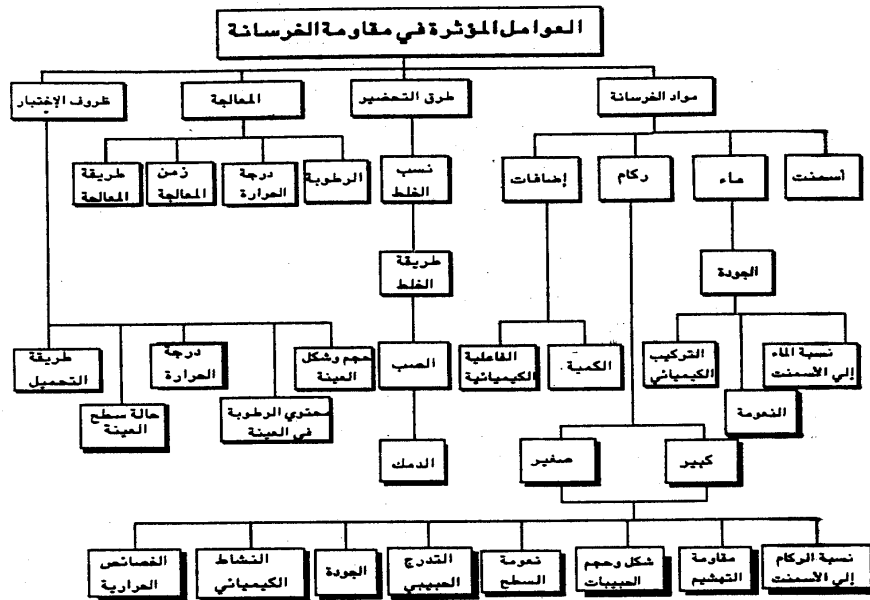 العوامل المؤثرة في مقاومة الخرسانة
مواد الخرسانة
طرق التحضير
المعالجة
ظروف الإختبار
أسمنت
ماء
ركام
إضافات
نسب
الخلط
الرطوبة
درجة
الحرارة
زمن
المعالجة
طريقة
المعالجة
الجودة
طريقة
الخلط
نسبة الماء
إلي الأسمنت
النعومة
التركيب
الكيميائي
الكمية
الفاعلية
الكيميائية
الصب
حجم وشكل
العينة
محتوي الرطوبة
في العينة
درجة
الحرارة
حالة سطح
العينة
طريقة
التحميل
كبير
صغير
الدمك
نسبة الركام
إلي الأسمنت
مقاومة
التهشيم
شكل وحجم
الحبيبات
نعومة
السطح
التدرج
الحبيبي
الجودة
النشاط
الكيميائي
الخصائص
الحرارية